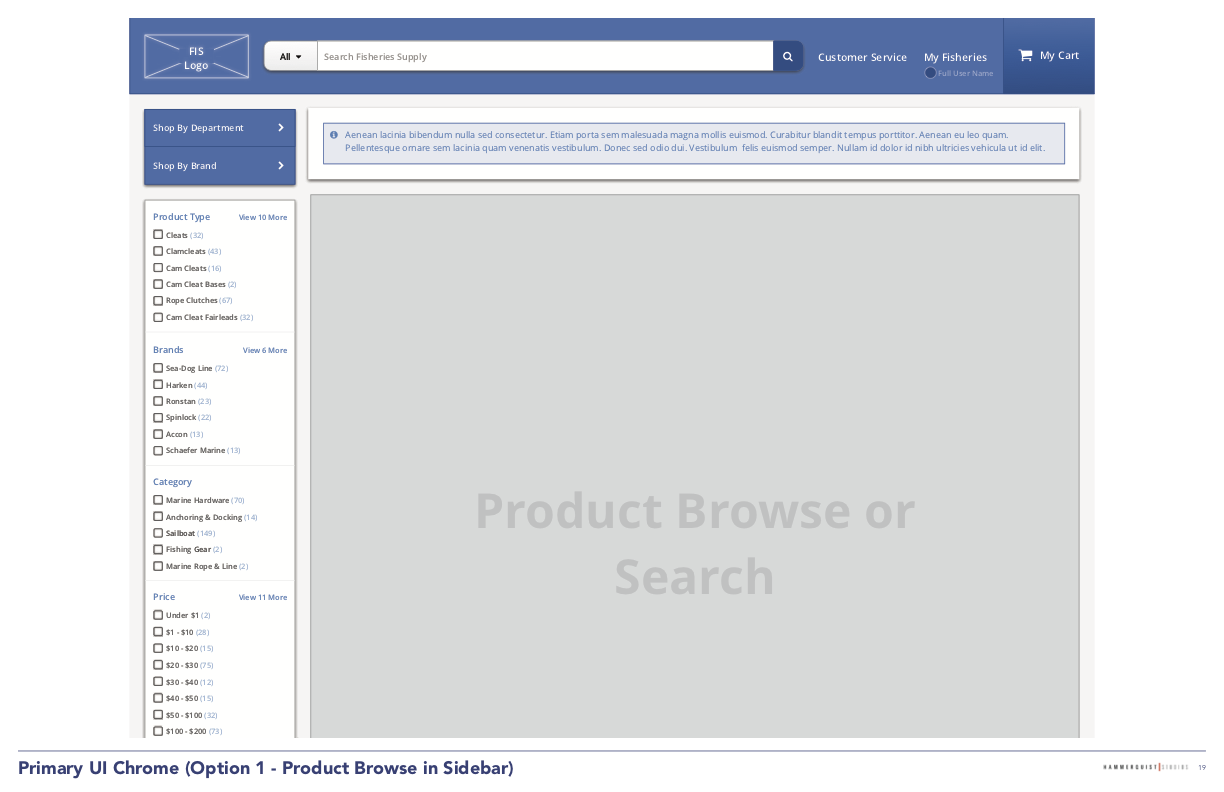 FIS
Logo
All
Search Fisheries Supply
Customer Service
My Fisheries
Full User Name
My Cart
Shop By Department
Shop By Brand
Aenean lacinia bibendum nulla sed consectetur. Etiam porta sem malesuada magna mollis euismod. Curabitur blandit tempus porttitor. Aenean eu leo quam.
Pellentesque ornare sem lacinia quam venenatis vestibulum. Donec sed odio dui. Vestibulum felis euismod semper. Nullam id dolor id nibh ultricies vehicula ut id elit.
Product Type View 10 More
Cleats (32)
Clamcleats (43)
Cam Cleats (16)
Cam Cleat Bases (2)
Rope Clutches (67)
Cam Cleat Fairleads (32)
Brands View 6 More
Sea-Dog Line (72)
Harken (44)
Ronstan (23)
Spinlock (22)
Accon (13)
Schaefer Marine (13)
Category
Marine Hardware (70)
Anchoring & Docking (14)
Sailboat (149)
Fishing Gear (2)
Marine Rope & Line (2)
Price View 11 More
Under $1 (2)
$1 - $10 (28)
$10 - $20 (15)
$20 - $30 (75)
$30 - $40 (12)
$40 - $50 (15)
$50 - $100 (32)
$100 - $200 (73)
Product Browse or
Search
Primary UI Chrome (Option 1 - Product Browse in Sidebar)
HAMMERQUIST STUDIOS
19